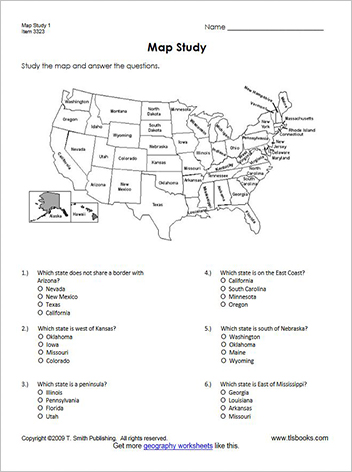 Map Study 1
Item 3323
Name
Map Study
Study the map and answer the questions.
Washington
Oregon
California
Nevada
Idaho
Montana
Wyoming
Utah
Arizona
Colorado
New Mexico
North Dakota
South Dakota
Nebraska
Kansas
Oklahoma
Texas
Minnesota
Iowa
Missouri
Arkansas
Louisiana
Wisconsin
Illinois
Indiana
Ohio
Kentucky
Tennessee
Mississippi
Alabama
Georgia
Florida
South Carolina
North Carolina
New York
New Hampshire
Vermont
Maine
Massachusetts
Rhode Island
Connecticut
New Jersey
Delaware
Maryland
Alaska
Hawaii
1.) Which state does not share a border with
Arizona?
Nevada
New Mexico
Texas
California
2.) Which state is west of Kansas?
Oklahoma
Iowa
Missouri
Colorado
3.) Which state is a peninsula?
Illinois
Pennsylvania
Florida
Utah
4.) Which state is on the East Coast?
California
South Carolina
Minnesota
Oregon
5.) Which state is south of Nebraska?
Washington
Oklahoma
Maine
Wyoming
6.) Which state is East of Mississippi?
Georgia
Louisiana
Arkansas
Missouri
Copyright ©2009 T. Smith Publishing. All rights reserved.
www.tlsbooks.com
Get more geography worksheets like this.